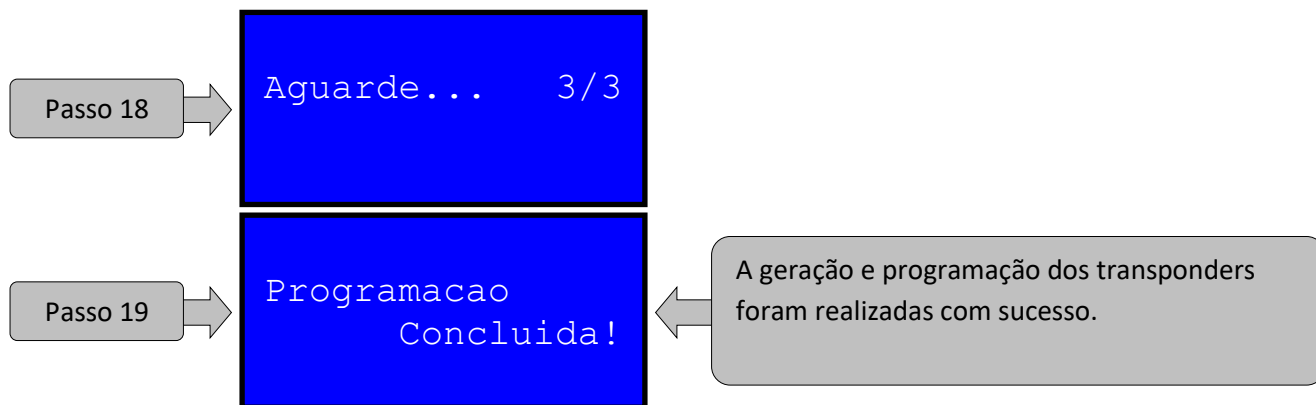 Passo 18
Aguarde... 3/3
Passo 19
Programacao
Concluida!
A geração e programação dos transponders
foram realizadas com sucesso.